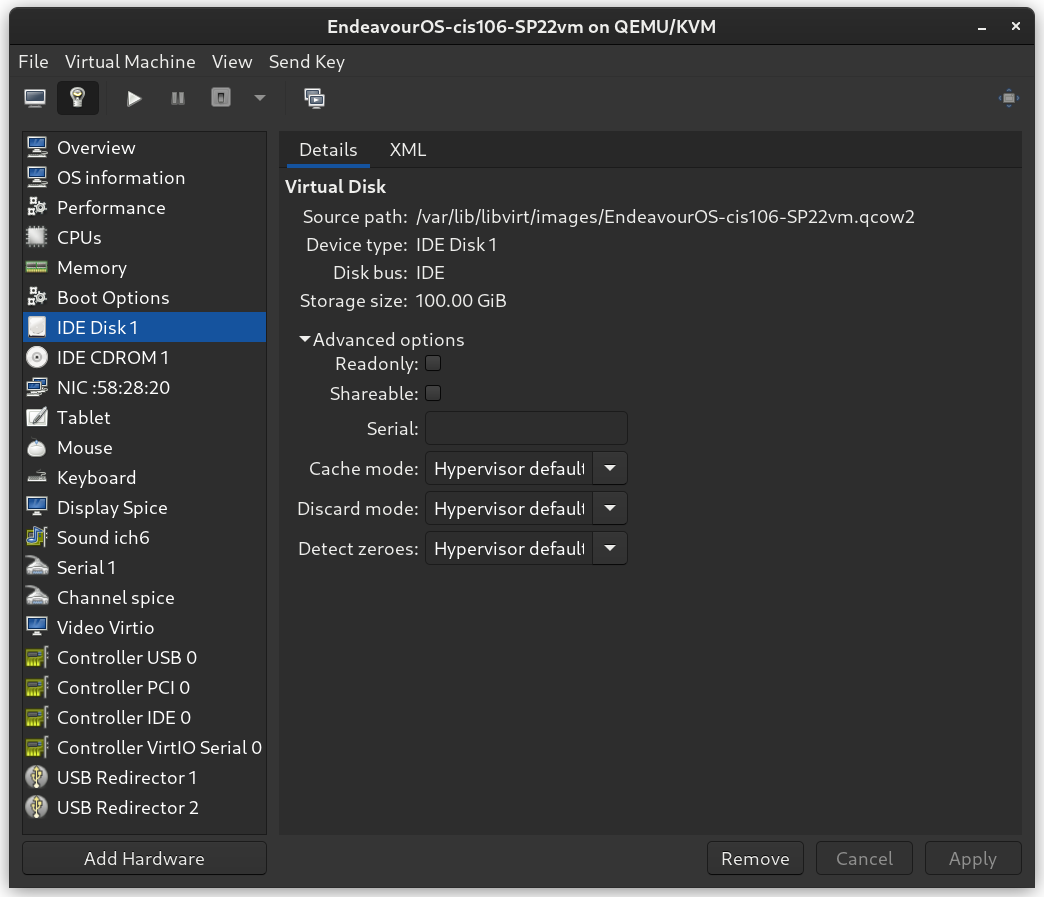 EndeavourOS-cis106-SP22vm on QEMU/KVM
File Virtual Machine View Send Key
Overview
OS information
Performance
CPUs
Memory
Boot Options
IDE Disk 1
IDE CDROM 1
NIC :58:28:20
Tablet
Mouse
Keyboard
Display Spice
Sound ich6
Serial 1
Channel spice
Video Virtio
Controller USB 0
Controller PCI 0
Controller IDE 0
Controller VirtIO Serial 0
USB Redirector 1
USB Redirector 2
Add Hardware
Details XML
Virtual Disk
Source path: /var/lib/libvirt/images/EndeavourOS-cis106-SP22vm.qcow2
Device type: IDE Disk 1
Disk bus: IDE
Storage size: 100.00 GiB
Advanced options
Readonly:
Shareable:
Serial:
Cache mode: Hypervisor default
Discard mode: Hypervisor default
Detect zeroes: Hypervisor default
Remove Cancel Apply